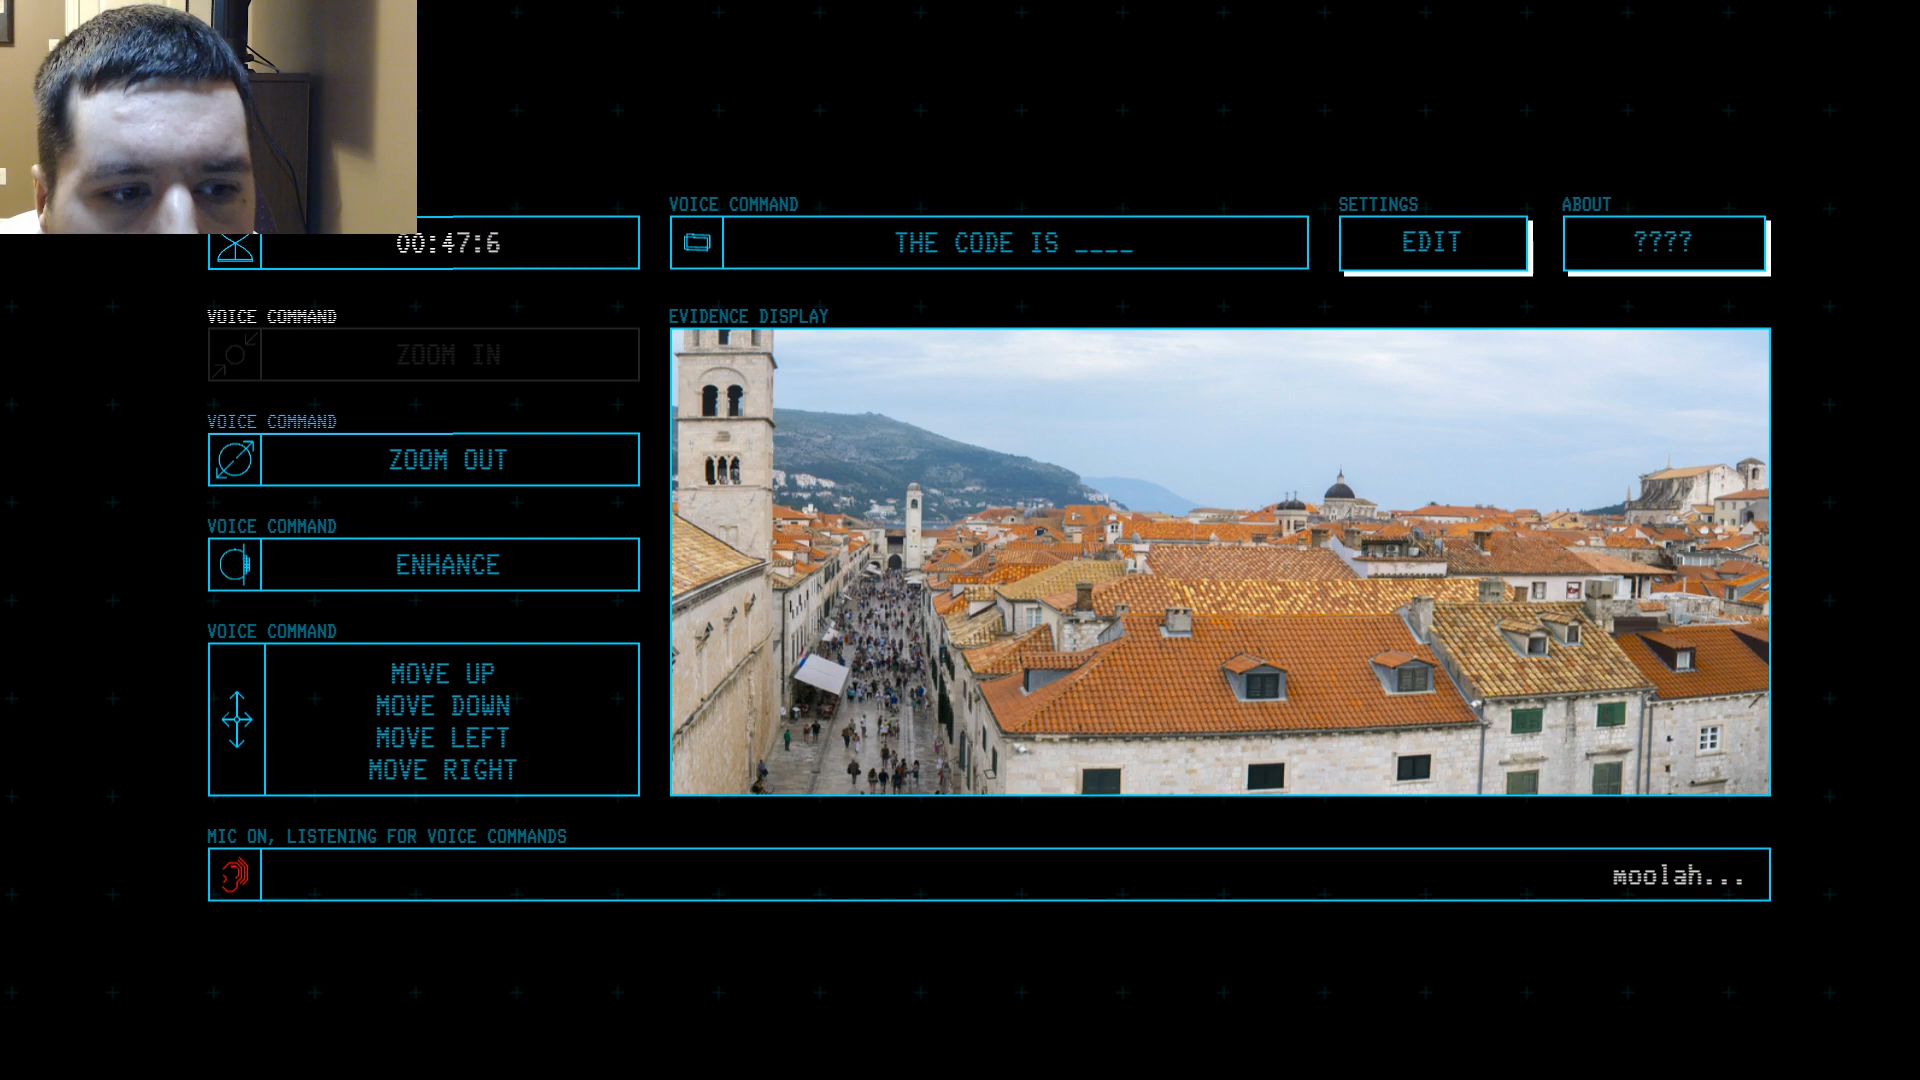 VOICE COMMAND
SETTINGS
ABOUT
00:47:6
THE CODE IS ____
EDIT
????
VOICE COMMAND
ZOOM IN
VOICE COMMAND
ZOOM OUT
VOICE COMMAND
ENHANCE
VOICE COMMAND
MOVE UP
MOVE DOWN
MOVE LEFT
MOVE RIGHT
EVIDENCE DISPLAY
MIC ON, LISTENING FOR VOICE COMMANDS
moolah...